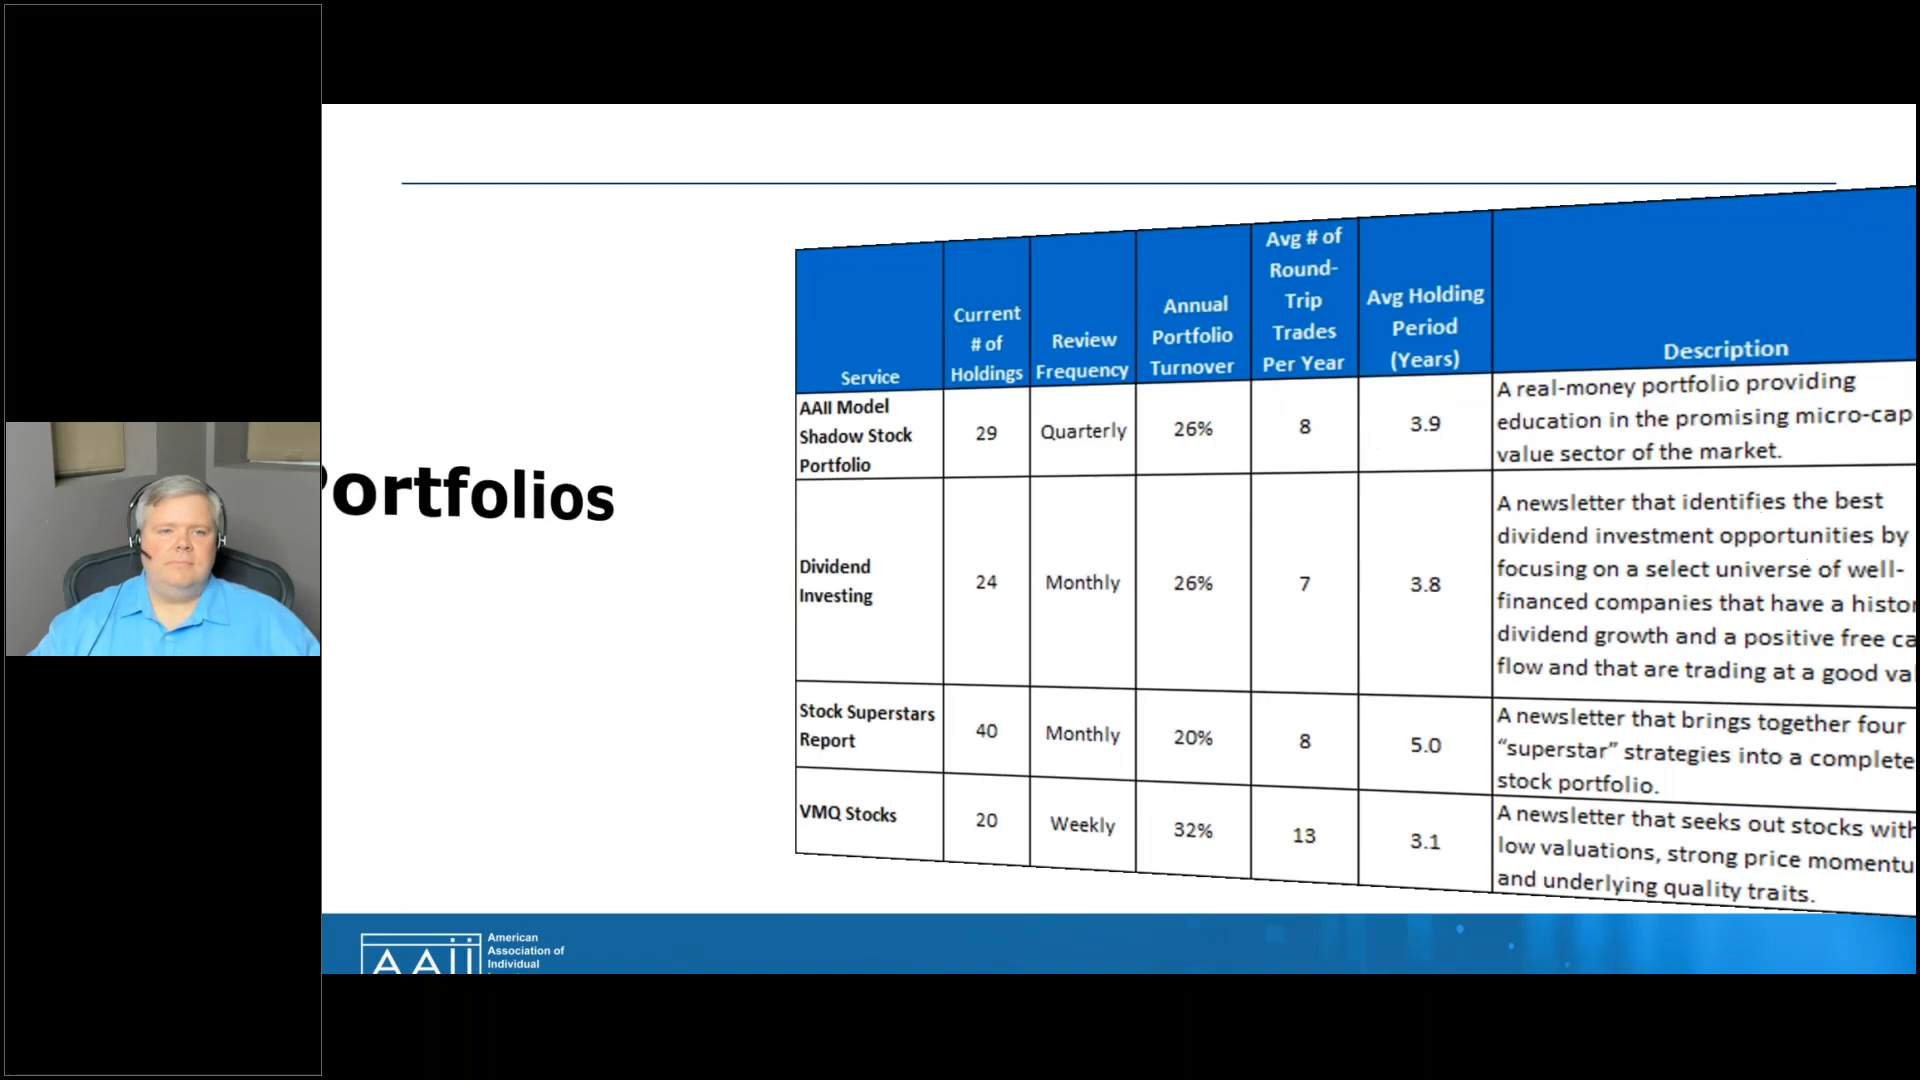 Portfolios
Service
Current
# of
Holdings
Review
Frequency
Annual
Portfolio
Turnover
Avg # of
Round-
Trip
Trades
Per Year
Avg Holding
Period
(Years)
Description
AAII Model
Shadow Stock
Portfolio
29
Quarterly
26%
8
3.9
A real-money portfolio providing
education in the promising micro-cap
value sector of the market.
Dividend
Investing
24
Monthly
26%
7
3.8
A newsletter that identifies the best
dividend investment opportunities by
focusing on a select universe of well-
financed companies that have a histor
dividend growth and a positive free ca
flow and that are trading at a good val
Stock Superstars
Report
40
Monthly
20%
8
5.0
A newsletter that brings together four
“superstar” strategies into a complete
stock portfolio.
VMQ Stocks
20
Weekly
32%
13
3.1
A newsletter that seeks out stocks with
low valuations, strong price momentu
and underlying quality traits.
AAII
American
Association of
Individual